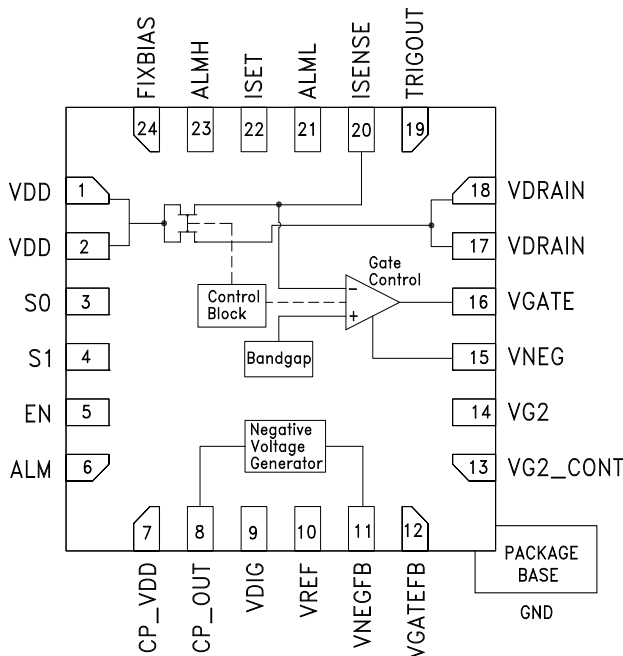 FIXBIAS
ALMH
ISET
ALML
ISENSE
TRIGOUT
24
23
22
21
20
19
VDD 1
VDD 2
S0 3
S1 4
EN 5
ALM 6
18 VDRAIN
17 VDRAIN
16 VGATE
15 VNEG
14 VG2
13 VG2_CONT
Gate
Control
−
+
Control
Block
Bandgap
Negative
Voltage
Generator
7
8
9
10
11
12
CP_VDD
CP_OUT
VDIG
VREF
VNEGFB
VGATEFB
PACKAGE
BASE
GND